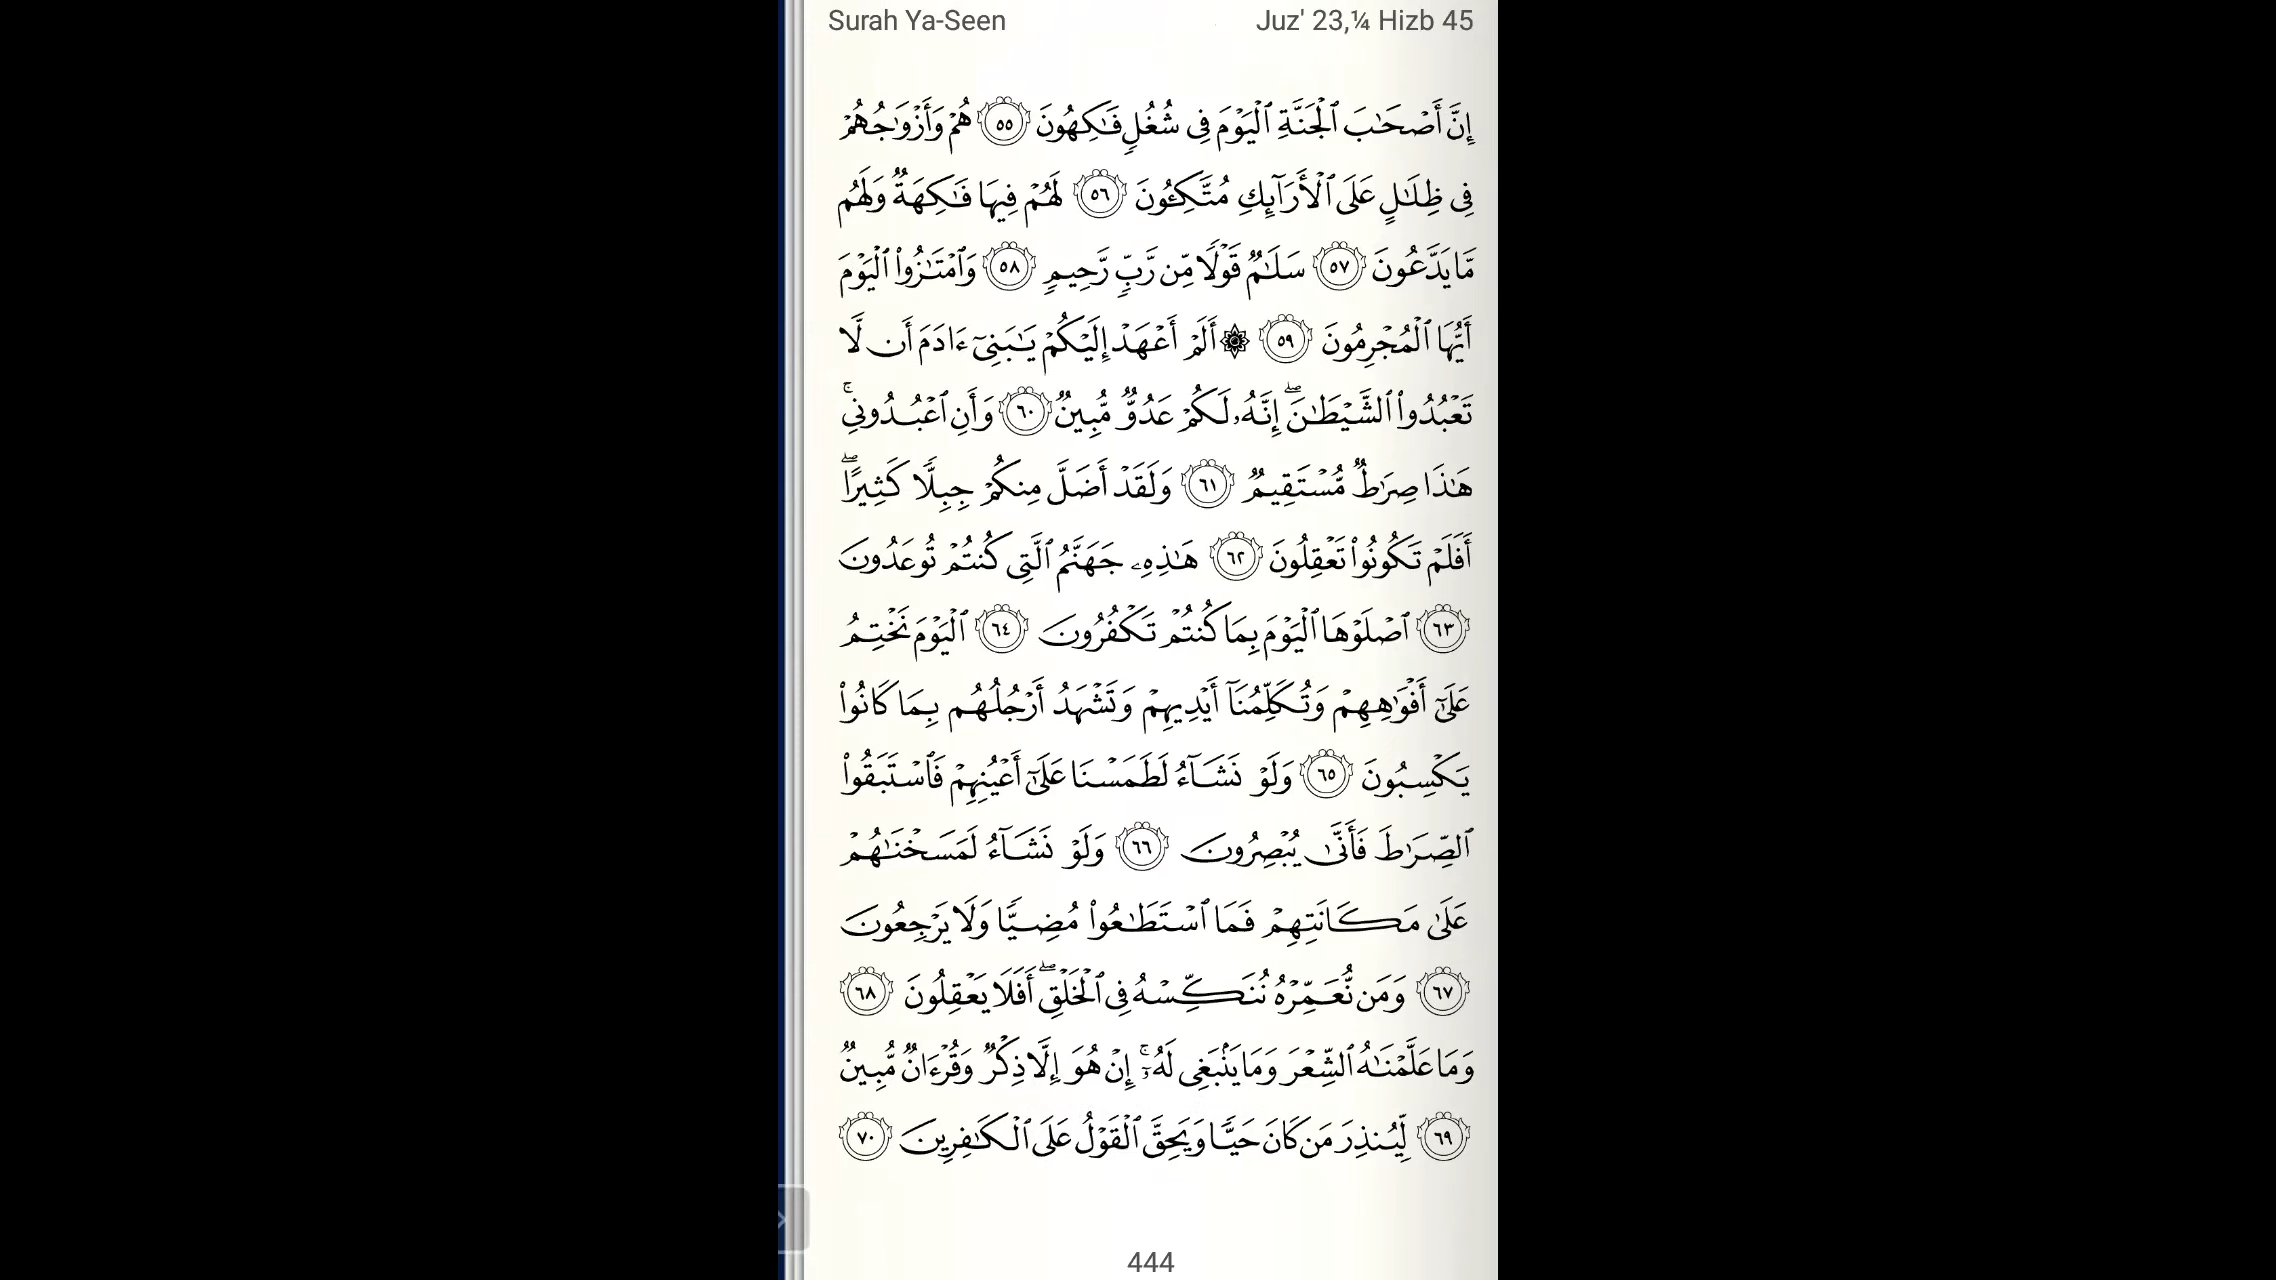 Surah Ya-Seen
Juz' 23,¼ Hizb 45
إِنَّ أَصْحَٰبَ ٱلْجَنَّةِ ٱلْيَوْمَ فِى شُغُلٍ فَٰكِهُونَ ٥٥ هُمْ وَأَزْوَٰجُهُمْ
فِى ظِلَٰلٍ عَلَى ٱلْأَرَآئِكِ مُتَّكِـُٔونَ ٥٦ لَهُمْ فِيهَا فَٰكِهَةٌ وَلَهُم
مَّا يَدَّعُونَ ٥٧ سَلَٰمٌ قَوْلًا مِّن رَّبٍّ رَّحِيمٍ ٥٨ وَٱمْتَٰزُوا۟ ٱلْيَوْمَ
أَيُّهَا ٱلْمُجْرِمُونَ ٥٩ ۞ أَلَمْ أَعْهَدْ إِلَيْكُمْ يَٰبَنِىٓ ءَادَمَ أَن لَّا
تَعْبُدُوا۟ ٱلشَّيْطَٰنَ ۖ إِنَّهُۥ لَكُمْ عَدُوٌّ مُّبِينٌ ٦٠ وَأَنِ ٱعْبُدُونِى ۚ
هَٰذَا صِرَٰطٌ مُّسْتَقِيمٌ ٦١ وَلَقَدْ أَضَلَّ مِنكُمْ جِبِلًّا كَثِيرًا ۖ
أَفَلَمْ تَكُونُوا۟ تَعْقِلُونَ ٦٢ هَٰذِهِۦ جَهَنَّمُ ٱلَّتِى كُنتُمْ تُوعَدُونَ
٦٣ ٱصْلَوْهَا ٱلْيَوْمَ بِمَا كُنتُمْ تَكْفُرُونَ ٦٤ ٱلْيَوْمَ نَخْتِمُ
عَلَىٰٓ أَفْوَٰهِهِمْ وَتُكَلِّمُنَآ أَيْدِيهِمْ وَتَشْهَدُ أَرْجُلُهُم بِمَا كَانُوا۟
يَكْسِبُونَ ٦٥ وَلَوْ نَشَآءُ لَطَمَسْنَا عَلَىٰٓ أَعْيُنِهِمْ فَٱسْتَبَقُوا۟
ٱلصِّرَٰطَ فَأَنَّىٰ يُبْصِرُونَ ٦٦ وَلَوْ نَشَآءُ لَمَسَخْنَٰهُمْ
عَلَىٰ مَكَانَتِهِمْ فَمَا ٱسْتَطَٰعُوا۟ مُضِيًّا وَلَا يَرْجِعُونَ
٦٧ وَمَن نُّعَمِّرْهُ نُنَكِّسْهُ فِى ٱلْخَلْقِ ۖ أَفَلَا يَعْقِلُونَ ٦٨
وَمَا عَلَّمْنَٰهُ ٱلشِّعْرَ وَمَا يَنۢبَغِى لَهُۥٓ ۚ إِنْ هُوَ إِلَّا ذِكْرٌ وَقُرْءَانٌ مُّبِينٌ
٦٩ لِّيُنذِرَ مَن كَانَ حَيًّا وَيَحِقَّ ٱلْقَوْلُ عَلَى ٱلْكَٰفِرِينَ ٧٠
444